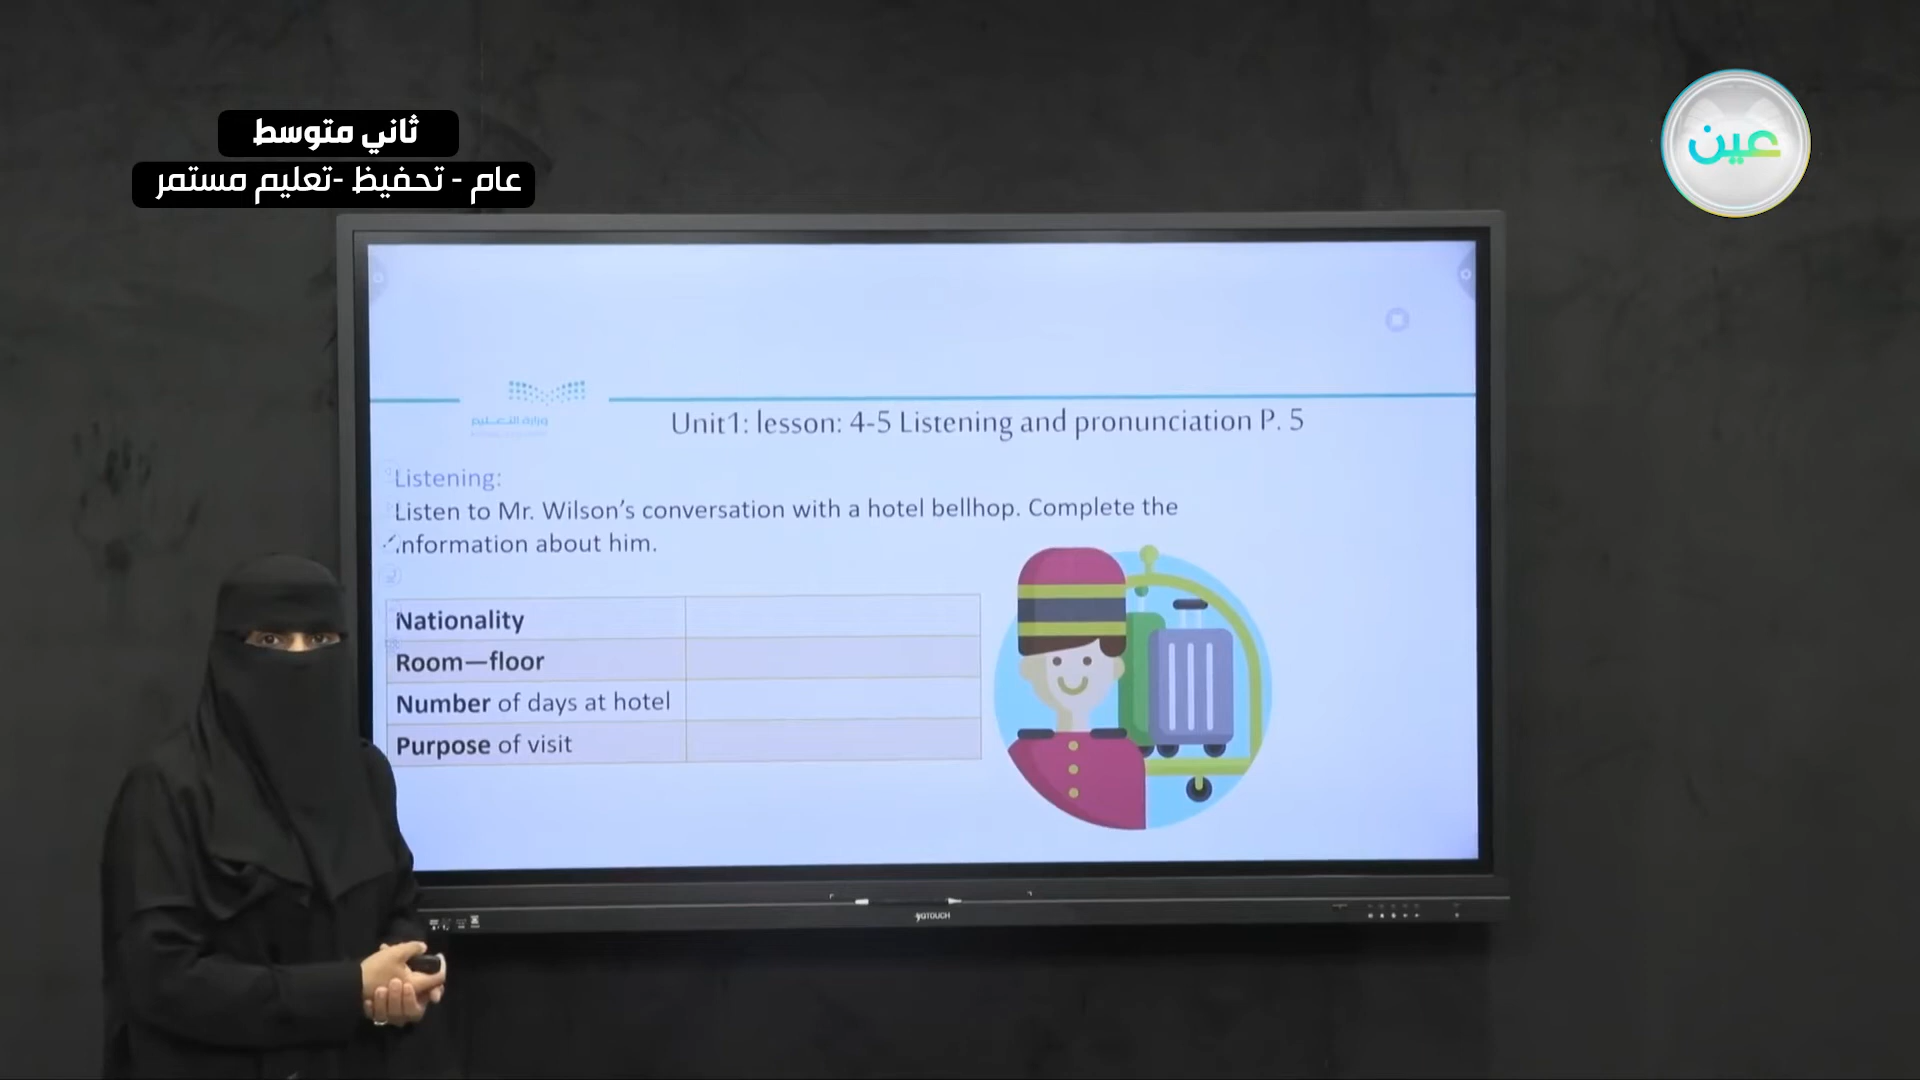 ثاني متوسط
عام - تحفيظ -تعليم مستمر
عين
وزارة التعليم
Unit1: lesson: 4-5 Listening and pronunciation P. 5
Listening:
Listen to Mr. Wilson's conversation with a hotel bellhop. Complete the
information about him.
Nationality
Room—floor
Number of days at hotel
Purpose of visit